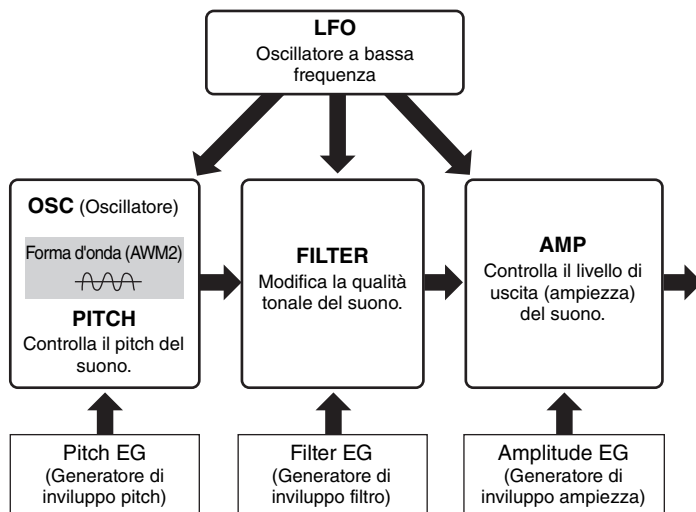 LFO
Oscillatore a bassa
frequenza
OSC (Oscillatore)
Forma d'onda (AWM2)
PITCH
Controlla il pitch del
suono.
FILTER
Modifica la qualità
tonale del suono.
AMP
Controlla il livello di
uscita (ampiezza)
del suono.
Pitch EG
(Generatore di
inviluppo pitch)
Filter EG
(Generatore di
inviluppo filtro)
Amplitude EG
(Generatore di
inviluppo ampiezza)